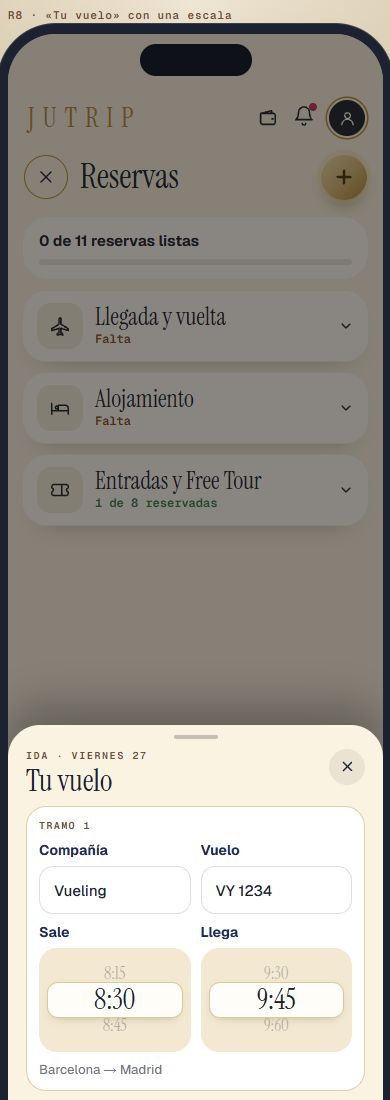 R8 · «Tu vuelo» con una escala
JUTRIP
Reservas
0 de 11 reservas listas
Llegada y vuelta
Falta
Alojamiento
Falta
Entradas y Free Tour
1 de 8 reservadas
IDA · VIERNES 27
Tu vuelo
TRAMO 1
Compañía Vuelo
Vueling VY 1234
Sale Llega
8:15 9:30
8:30 9:45
8:45 9:60
Barcelona → Madrid